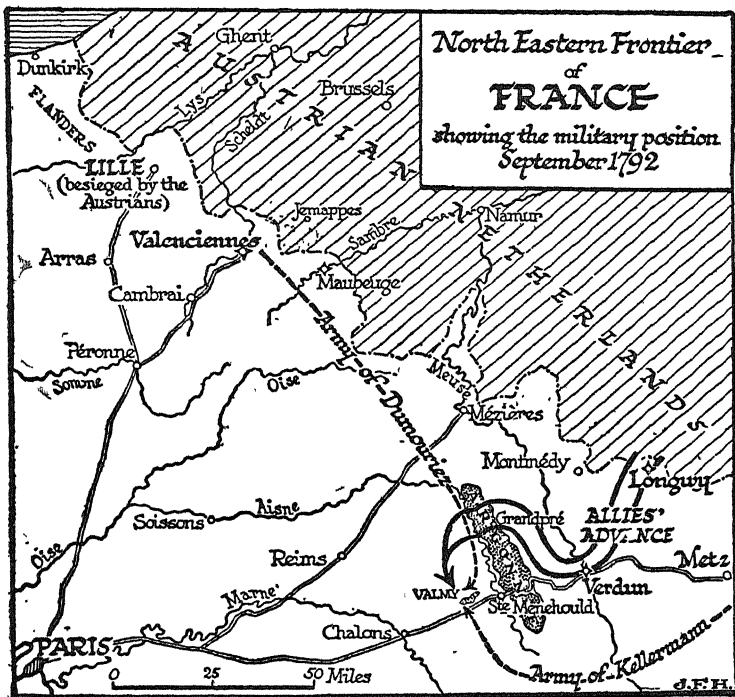 North Eastern Frontier
of
FRANCE
showing the military position
September 1792
Dunkirk
FLANDERS
Ghent
Lys
Scheldt
Brussels
AUSTRIAN
NETHERLANDS
LILLE
(besieged by the
Austrians)
Jemappes
Sambre
Namur
Valenciennes
Arras
Maubeuge
Cambrai
Péronne
Somme
Oise
Army-of-Dumouriez
Meuse
Mézières
Montmédy
Longwy
Soissons
Aisne
Grandpré
ALLIES'
ADVANCE
Oise
Reims
Metz
Verdun
Marne
VALMY
Ste Menehould
PARIS
Chalons
Army-of-Kellermann
0 25 50 Miles
J.F.H.